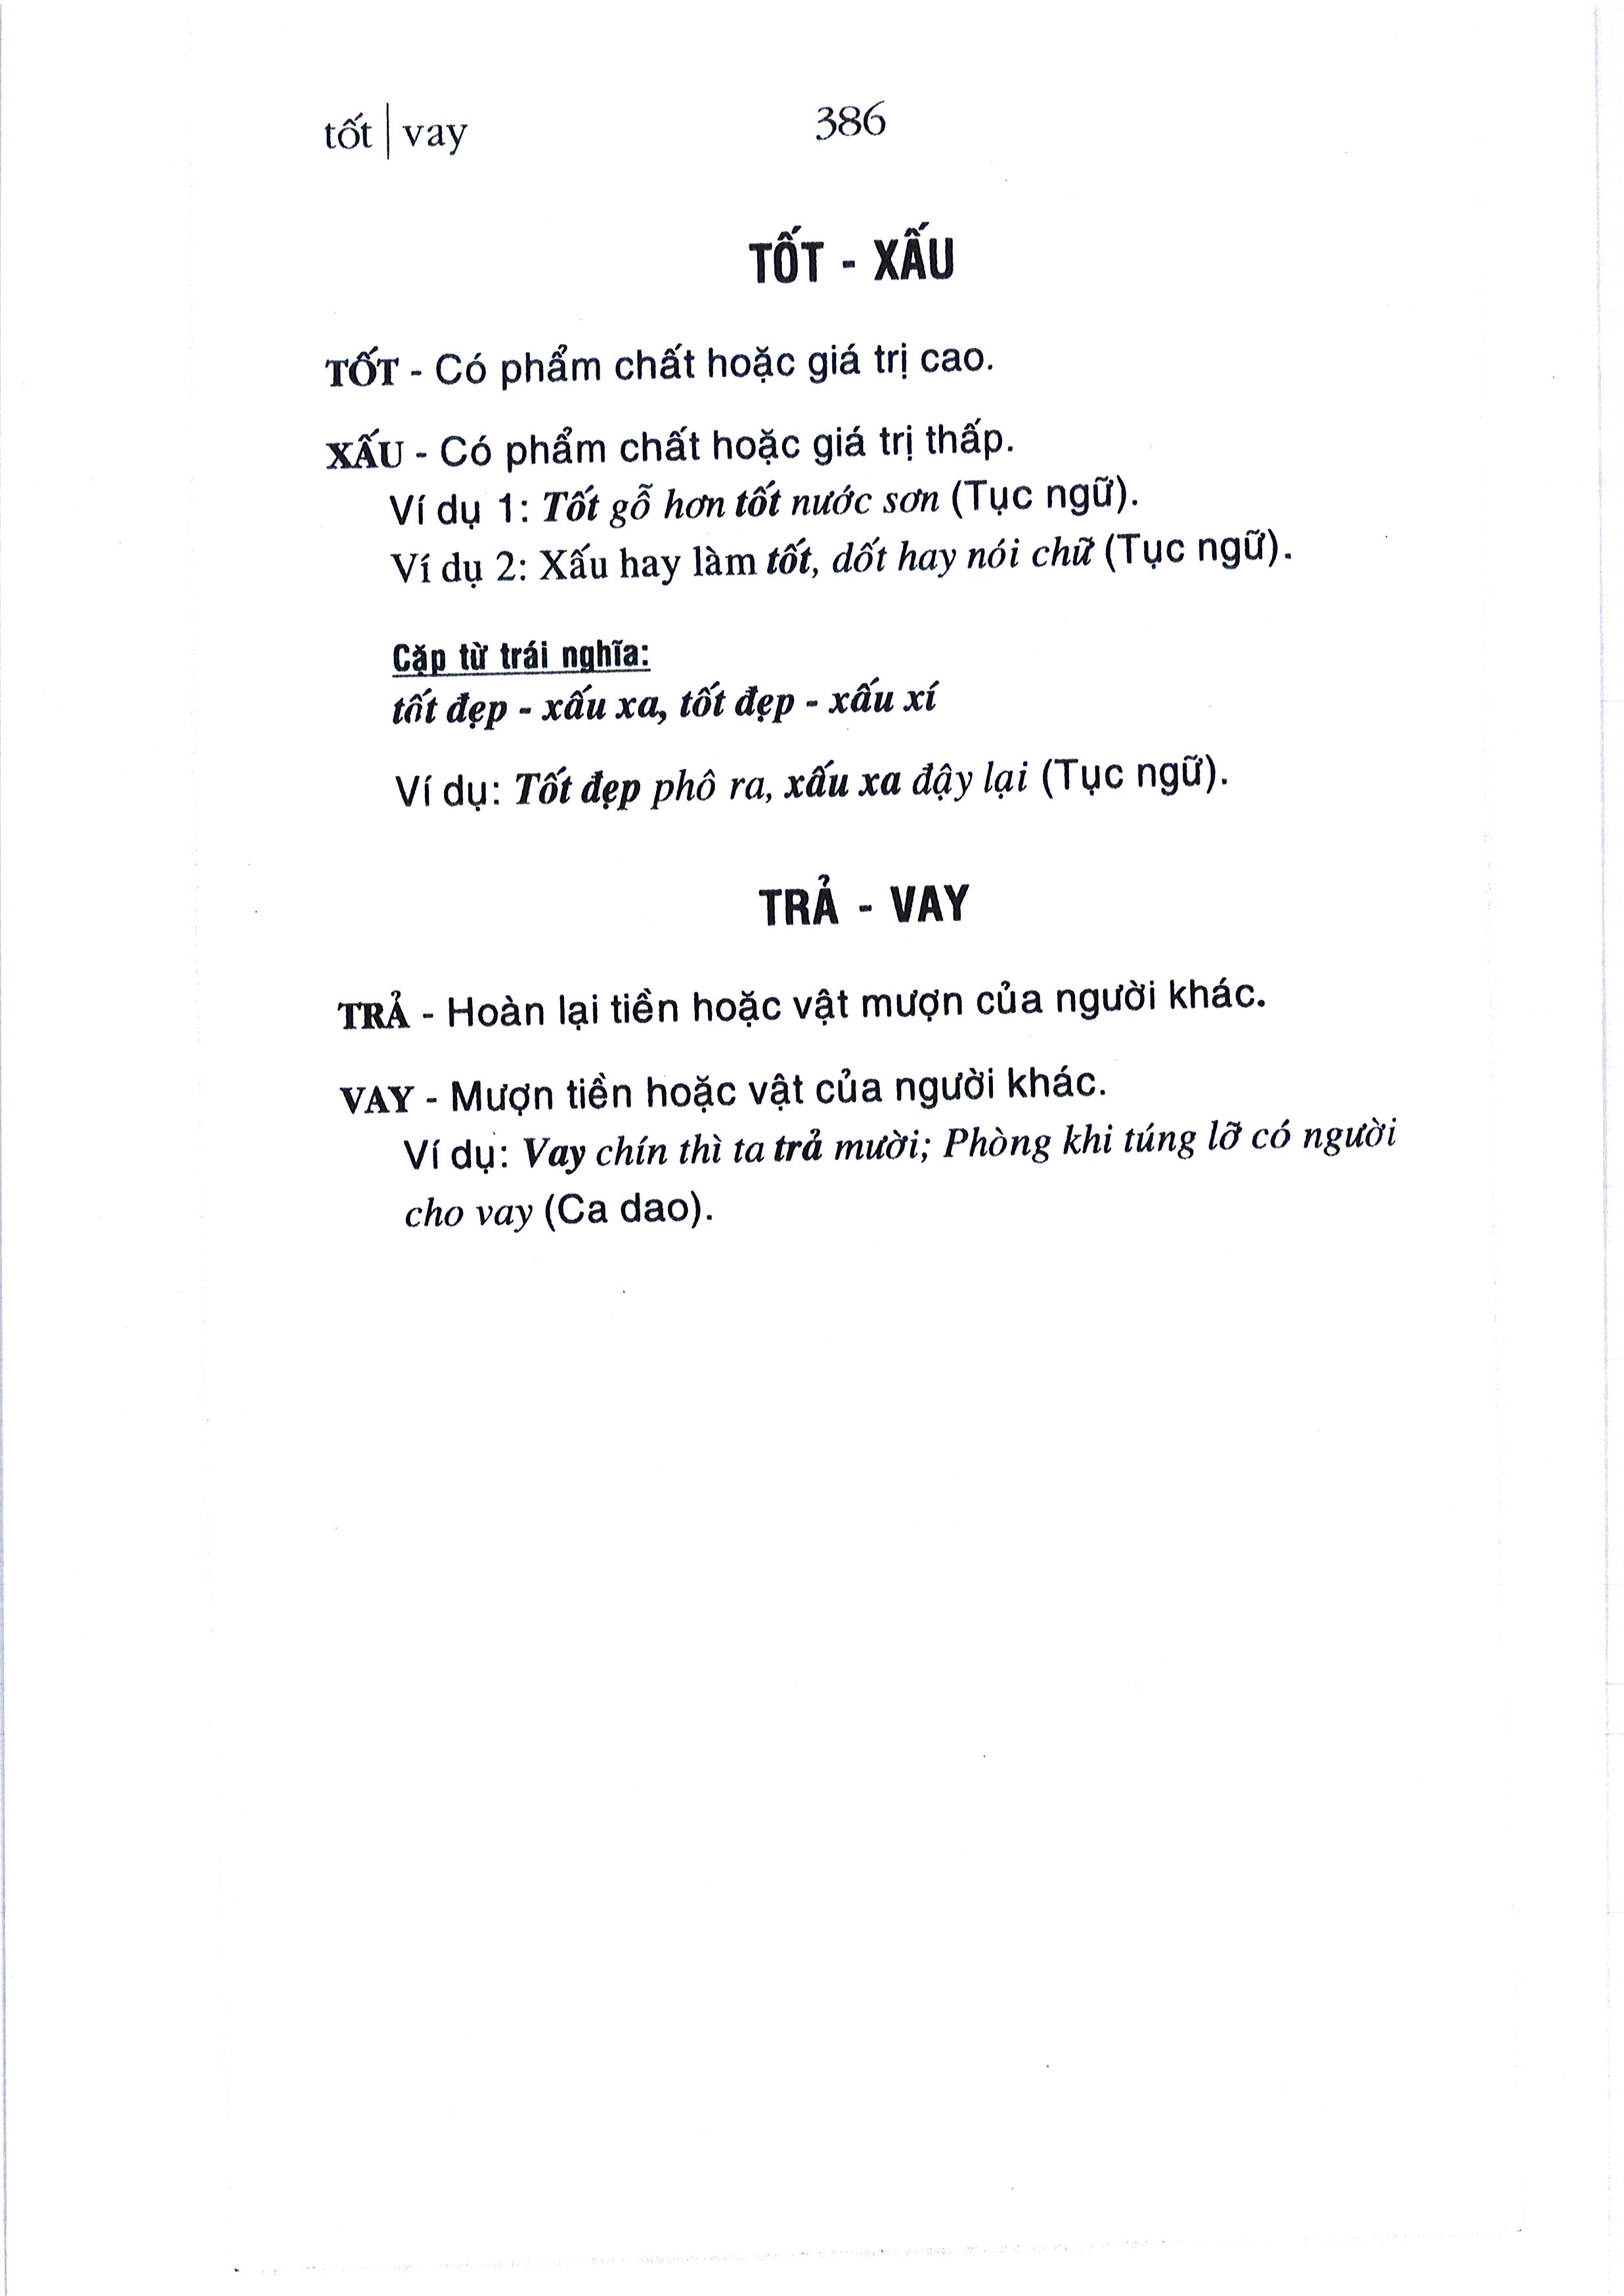 tốt | vay
386
TỐT - XẤU
TỐT - Có phẩm chất hoặc giá trị cao.
XẤU - Có phẩm chất hoặc giá trị thấp.
Ví dụ 1: Tốt gỗ hơn tốt nước sơn (Tục ngữ).
Ví dụ 2: Xấu hay làm tốt, dốt hay nói chữ (Tục ngữ).
Cặp từ trái nghĩa:
tốt đẹp - xấu xa, tốt đẹp - xấu xí
Ví dụ: Tốt đẹp phô ra, xấu xa đậy lại (Tục ngữ).
TRẢ - VAY
TRẢ - Hoàn lại tiền hoặc vật mượn của người khác.
VAY - Mượn tiền hoặc vật của người khác.
Ví dụ: Vay chín thì ta trả mười; Phòng khi túng lỡ có người
cho vay (Ca dao).